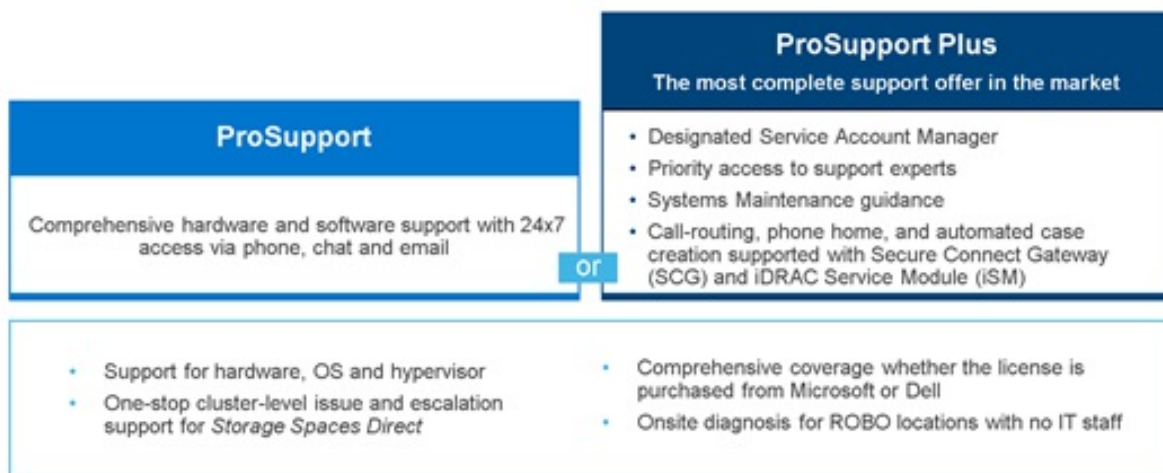 ProSupport
Comprehensive hardware and software support with 24x7
access via phone, chat and email
or
ProSupport Plus
The most complete support offer in the market
• Designated Service Account Manager
• Priority access to support experts
• Systems Maintenance guidance
• Call-routing, phone home, and automated case
creation supported with Secure Connect Gateway
(SCG) and iDRAC Service Module (iSM)
• Support for hardware, OS and hypervisor
• One-stop cluster-level issue and escalation
support for Storage Spaces Direct
• Comprehensive coverage whether the license is
purchased from Microsoft or Dell
• Onsite diagnosis for ROBO locations with no IT staff